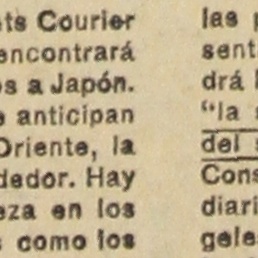 ts Courier
encontrará
s a Japón.
anticipan
Oriente, la
dedor. Hay
eza en los
s como los
las
sent
drá
"la s
del s
Cons
diari
geles